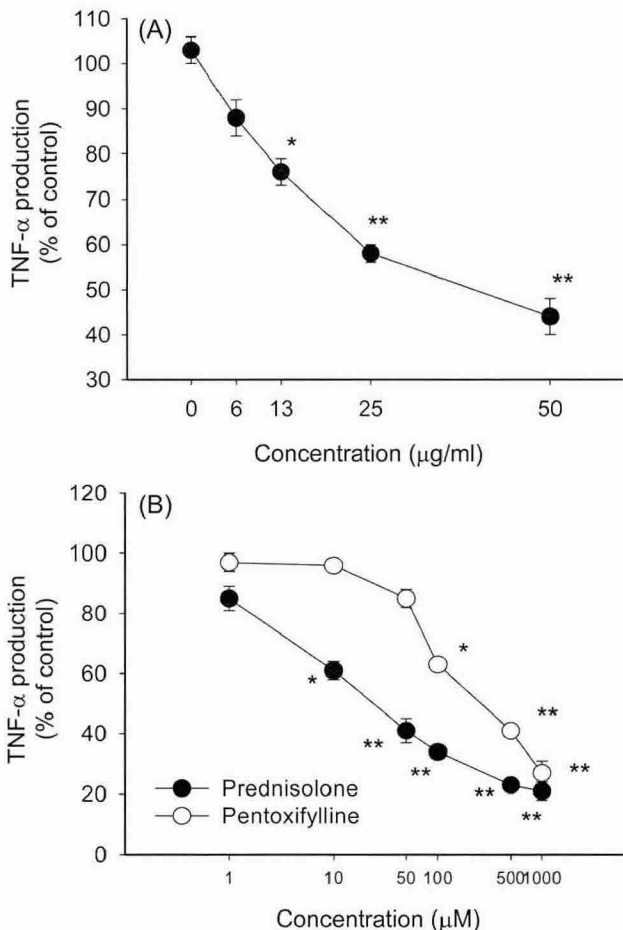 (A)
TNF-α production
(% of control)
110
100
90
80
70
60
50
40
30
*
**
**
0 6 13 25 50
Concentration (μg/ml)
(B)
TNF-α production
(% of control)
120
100
80
60
40
20
0
*
*
**
**
**
**
**
**
Prednisolone
Pentoxifylline
1 10 50 100 500 1000
Concentration (μM)